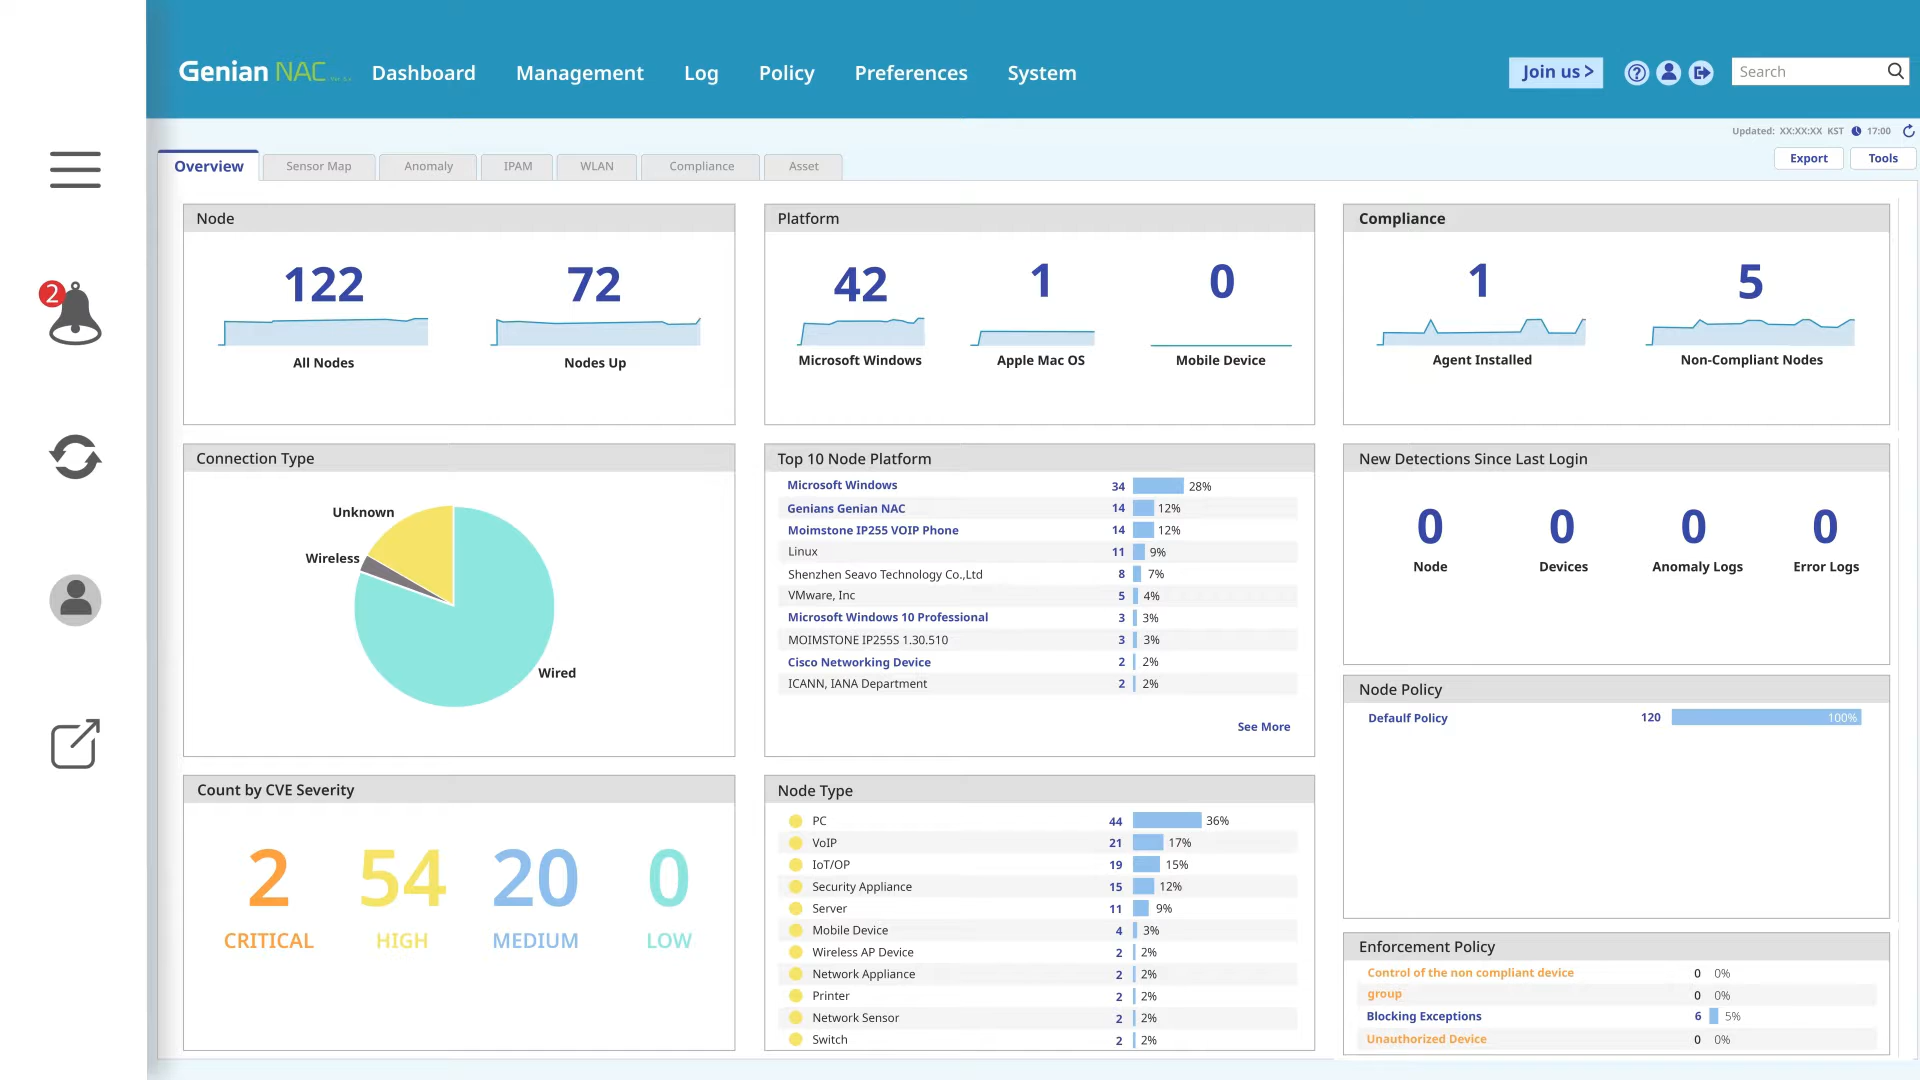 Genian NAC
Dashboard Management Log Policy Preferences System
Join us >
Search
Updated: XX:XX:XX KST 17:00
Overview Sensor Map Anomaly IPAM WLAN Compliance Asset
Export Tools
2
Node
122 72
All Nodes Nodes Up
Platform
42 1 0
Microsoft Windows Apple Mac OS Mobile Device
Compliance
1 5
Agent Installed Non-Compliant Nodes
Connection Type
Unknown
Wireless
Wired
Top 10 Node Platform
Microsoft Windows 34 28%
Genians Genian NAC 14 12%
Moimstone IP255 VOIP Phone 14 12%
Linux 11 9%
Shenzhen Seavo Technology Co.,Ltd 8 7%
VMware, Inc 5 4%
Microsoft Windows 10 Professional 3 3%
MOIMSTONE IP255S 1.30.510 3 3%
Cisco Networking Device 2 2%
ICANN, IANA Department 2 2%
See More
New Detections Since Last Login
0 0 0 0
Node Devices Anomaly Logs Error Logs
Node Policy
Defaulf Policy 120 100%
Count by CVE Severity
2 54 20 0
CRITICAL HIGH MEDIUM LOW
Node Type
PC 44 36%
VoIP 21 17%
IoT/OP 19 15%
Security Appliance 15 12%
Server 11 9%
Mobile Device 4 3%
Wireless AP Device 2 2%
Network Appliance 2 2%
Printer 2 2%
Network Sensor 2 2%
Switch 2 2%
Enforcement Policy
Control of the non compliant device 0 0%
group 0 0%
Blocking Exceptions 6 5%
Unauthorized Device 0 0%